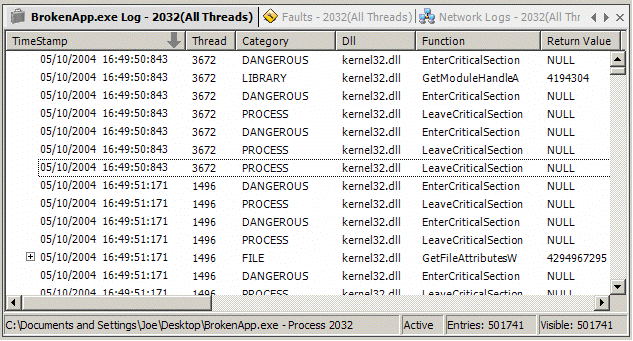 BrokenApp.exe Log - 2032(All Threads) Faults - 2032(All Threads) Network Logs - 2032(All Thr
TimeStamp Thread Category Dll Function Return Value
05/10/2004 16:49:50:843 3672 DANGEROUS kernel32.dll EnterCriticalSection NULL
05/10/2004 16:49:50:843 3672 LIBRARY kernel32.dll GetModuleHandleA 4194304
05/10/2004 16:49:50:843 3672 DANGEROUS kernel32.dll EnterCriticalSection NULL
05/10/2004 16:49:50:843 3672 PROCESS kernel32.dll LeaveCriticalSection NULL
05/10/2004 16:49:50:843 3672 DANGEROUS kernel32.dll EnterCriticalSection NULL
05/10/2004 16:49:50:843 3672 PROCESS kernel32.dll LeaveCriticalSection NULL
05/10/2004 16:49:50:843 3672 PROCESS kernel32.dll LeaveCriticalSection NULL
05/10/2004 16:49:51:171 1496 DANGEROUS kernel32.dll EnterCriticalSection NULL
05/10/2004 16:49:51:171 1496 PROCESS kernel32.dll LeaveCriticalSection NULL
05/10/2004 16:49:51:171 1496 DANGEROUS kernel32.dll EnterCriticalSection NULL
05/10/2004 16:49:51:171 1496 PROCESS kernel32.dll LeaveCriticalSection NULL
05/10/2004 16:49:51:171 1496 FILE kernel32.dll GetFileAttributesW 4294967295
05/10/2004 16:49:51:171 1496 DANGEROUS kernel32.dll EnterCriticalSection NULL
05/10/2004 16:49:51:171 1496 PROCESS kernel32.dll LeaveCriticalSection NULL
C:\Documents and Settings\Joe\Desktop\BrokenApp.exe - Process 2032 Active Entries: 501741 Visible: 501741